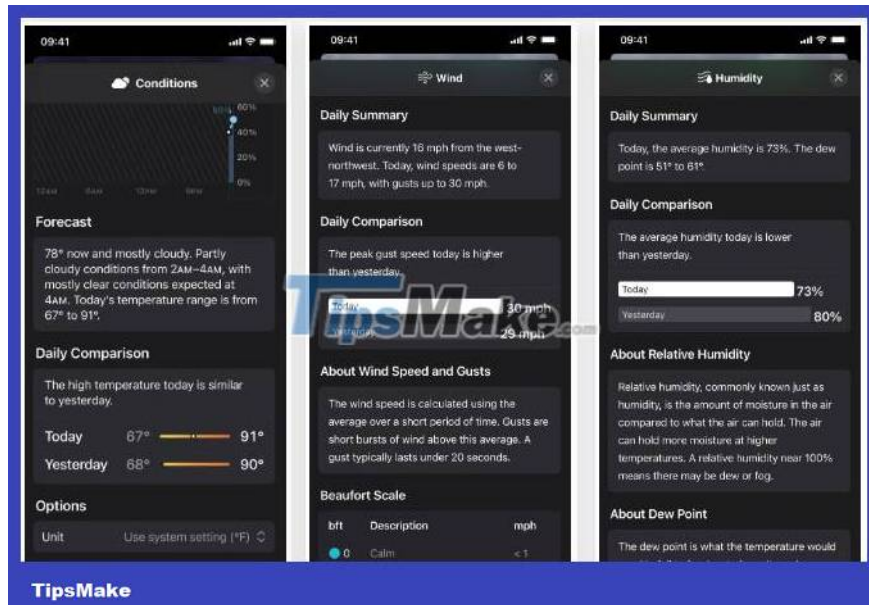 09:41
Conditions
60%
40%
20%
0%
12AM 6AM 12PM 6PM
Forecast
78° now and mostly cloudy. Partly
cloudy conditions from 2AM–4AM, with
mostly clear conditions expected at
4AM. Today's temperature range is from
67° to 91°.
Daily Comparison
The high temperature today is similar
to yesterday.
Today 67° 91°
Yesterday 68° 90°
Options
Unit Use system setting (°F)
09:41
Wind
Daily Summary
Wind is currently 16 mph from the west-
northwest. Today, wind speeds are 6 to
17 mph, with gusts up to 30 mph.
Daily Comparison
The peak gust speed today is higher
than yesterday.
Today 30 mph
Yesterday 29 mph
About Wind Speed and Gusts
The wind speed is calculated using the
average over a short period of time. Gusts are
short bursts of wind above this average. A
gust typically lasts under 20 seconds.
Beaufort Scale
bft Description mph
0 Calm < 1
09:41
Humidity
Daily Summary
Today, the average humidity is 73%. The dew
point is 51° to 61°.
Daily Comparison
The average humidity today is lower
than yesterday.
Today 73%
Yesterday 80%
About Relative Humidity
Relative humidity, commonly known just as
humidity, is the amount of moisture in the air
compared to what the air can hold. The air
can hold more moisture at higher
temperatures. A relative humidity near 100%
means there may be dew or fog.
About Dew Point
The dew point is what the temperature would
TipsMake.com
TipsMake